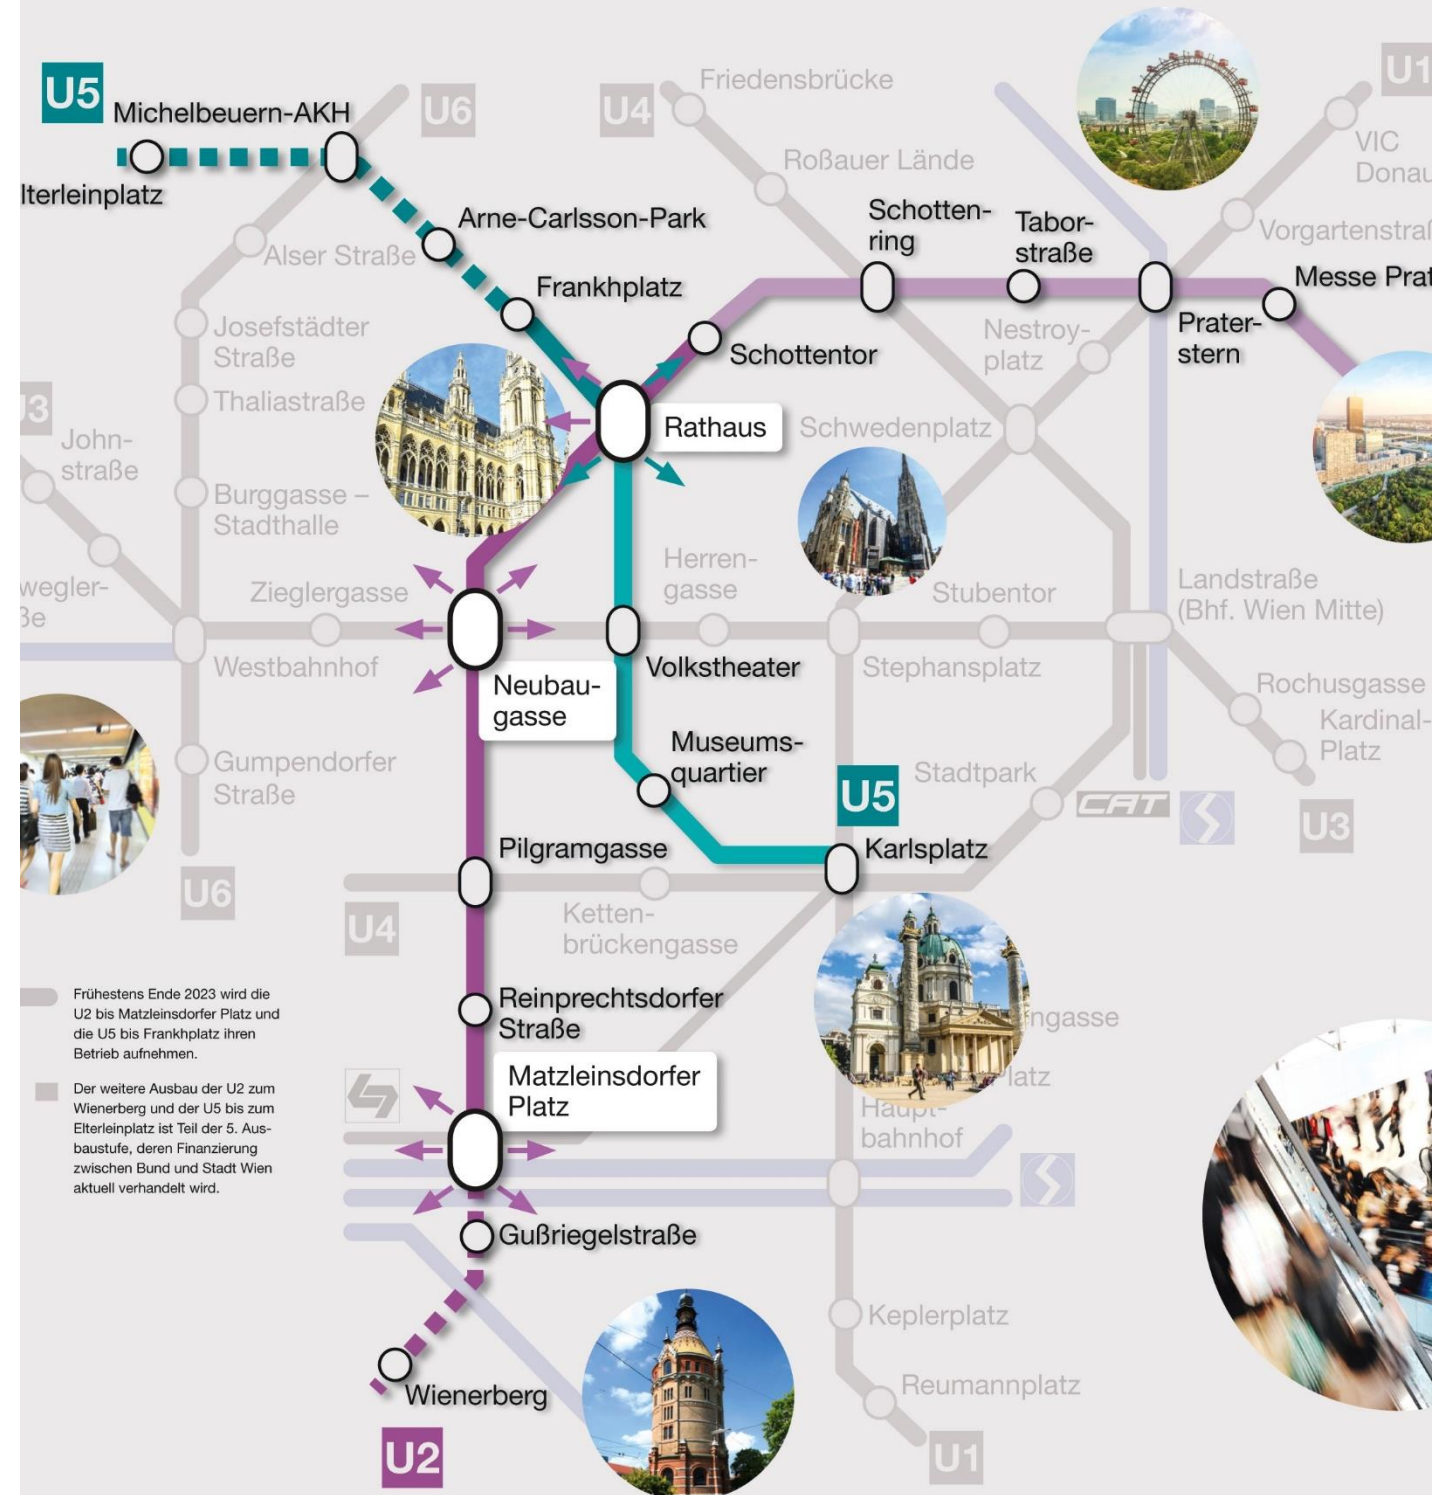 U5
Michelbeuern-AKH
U6
U4
Friedensbrücke
U1
VIC
Donau
Roßauer Lände
lterleinplatz
Arne-Carlsson-Park
Schotten-
ring
Tabor-
straße
Vorgartenstraß
Alser Straße
Frankhplatz
Messe Prat
Josefstädter
Straße
Schottentor
Nestroy-
platz
Prater-
stern
Thaliastraße
U3
John-
straße
Rathaus
Schwedenplatz
Burggasse –
Stadthalle
Herren-
gasse
wegler-
ße
Zieglergasse
Stubentor
Landstraße
(Bhf. Wien Mitte)
Westbahnhof
Neubau-
gasse
Volkstheater
Stephansplatz
Rochusgasse
Kardinal-
Platz
Gumpendorfer
Straße
Museums-
quartier
U5
Stadtpark
CAT
U3
Pilgramgasse
Karlsplatz
U6
U4
Ketten-
brückengasse
Frühestens Ende 2023 wird die
U2 bis Matzleinsdorfer Platz und
die U5 bis Frankhplatz ihren
Betrieb aufnehmen.
Reinprechtsdorfer
Straße
ngasse
Der weitere Ausbau der U2 zum
Wienerberg und der U5 bis zum
Elterleinplatz ist Teil der 5. Aus-
baustufe, deren Finanzierung
zwischen Bund und Stadt Wien
aktuell verhandelt wird.
Matzleinsdorfer
Platz
latz
Haupt-
bahnhof
Gußriegelstraße
Keplerplatz
Wienerberg
Reumannplatz
U2
U1